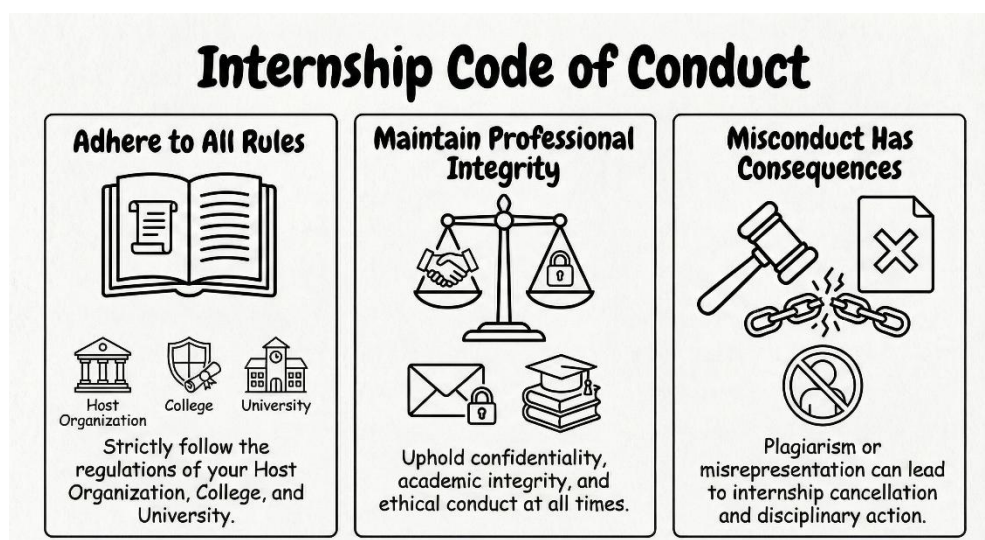 Internship Code of Conduct
Adhere to All Rules
Host
Organization
College
University
Strictly follow the
regulations of your Host
Organization, College, and
University.
Maintain Professional
Integrity
Uphold confidentiality,
academic integrity, and
ethical conduct at all times.
Misconduct Has
Consequences
Plagiarism or
misrepresentation can lead
to internship cancellation
and disciplinary action.